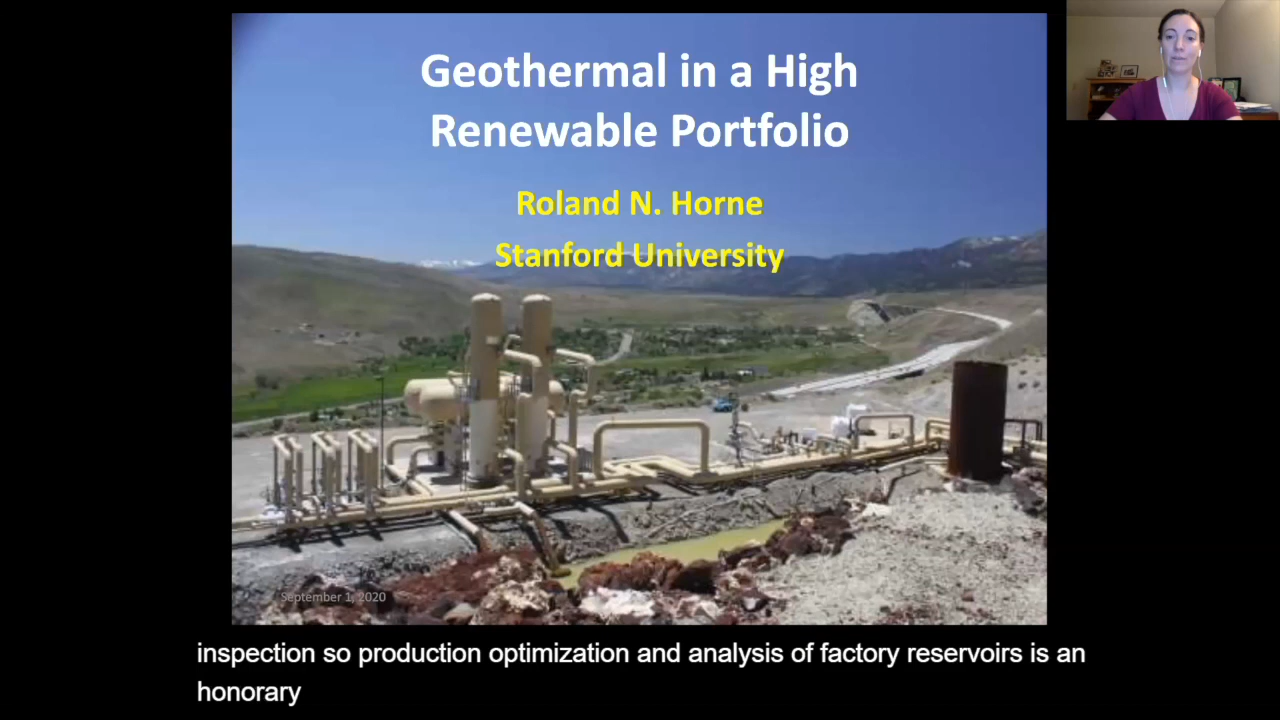 Geothermal in a High
Renewable Portfolio
Roland N. Horne
Stanford University
September 1, 2020
inspection so production optimization and analysis of factory reservoirs is an
honorary